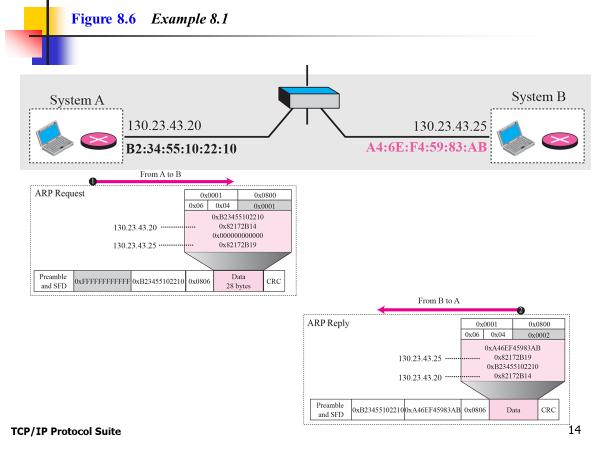 Figure 8.6 Example 8.1
System A
System B
130.23.43.20
130.23.43.25
B2:34:55:10:22:10
A4:6E:F4:59:83:AB
From A to B
1
ARP Request
0x0001 0x0800
0x06 0x04 0x0001
0xB23455102210
130.23.43.20 0x82172B14
0x000000000000
130.23.43.25 0x82172B19
Preamble
and SFD
0xFFFFFFFFFFFF
0xB23455102210
0x0806
Data
28 bytes
CRC
From B to A
2
ARP Reply
0x0001 0x0800
0x06 0x04 0x0002
0xA46EF45983AB
130.23.43.25 0x82172B19
0xB23455102210
130.23.43.20 0x82172B14
Preamble
and SFD
0xB23455102210
0xA46EF45983AB
0x0806
Data
CRC
TCP/IP Protocol Suite
14